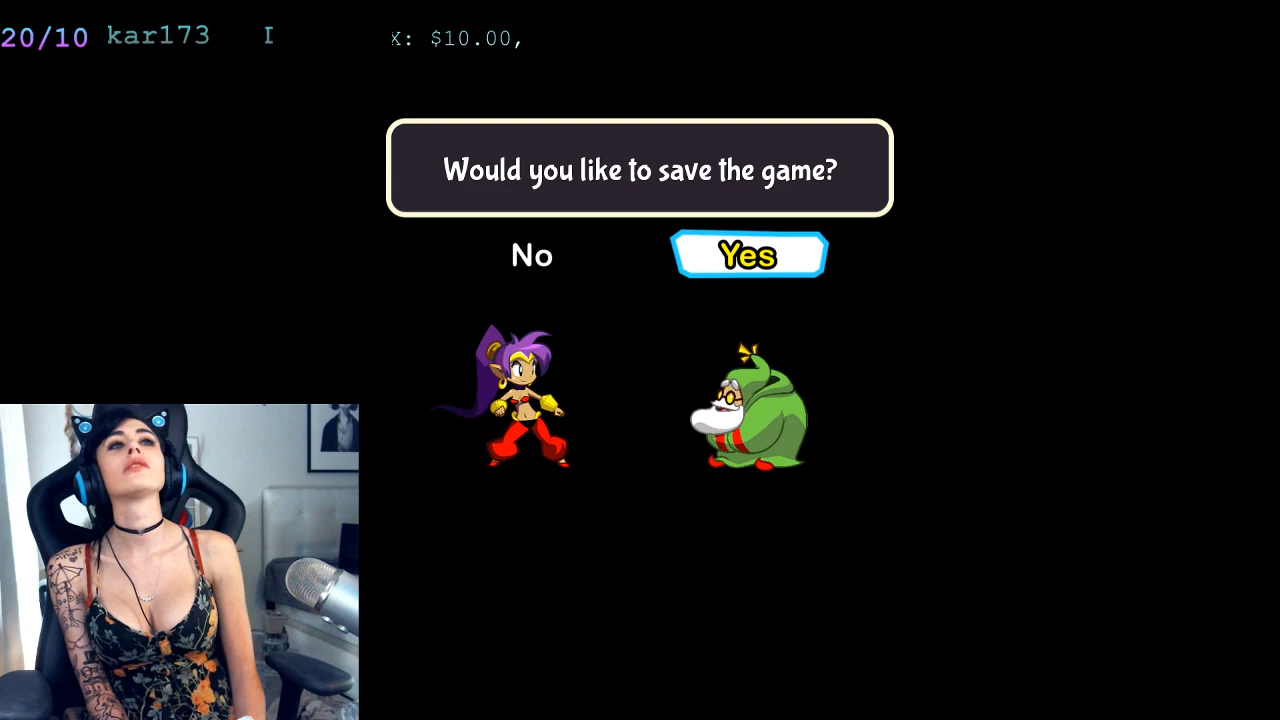 20/10 kar173 I X: $10.00,
Would you like to save the game?
No Yes